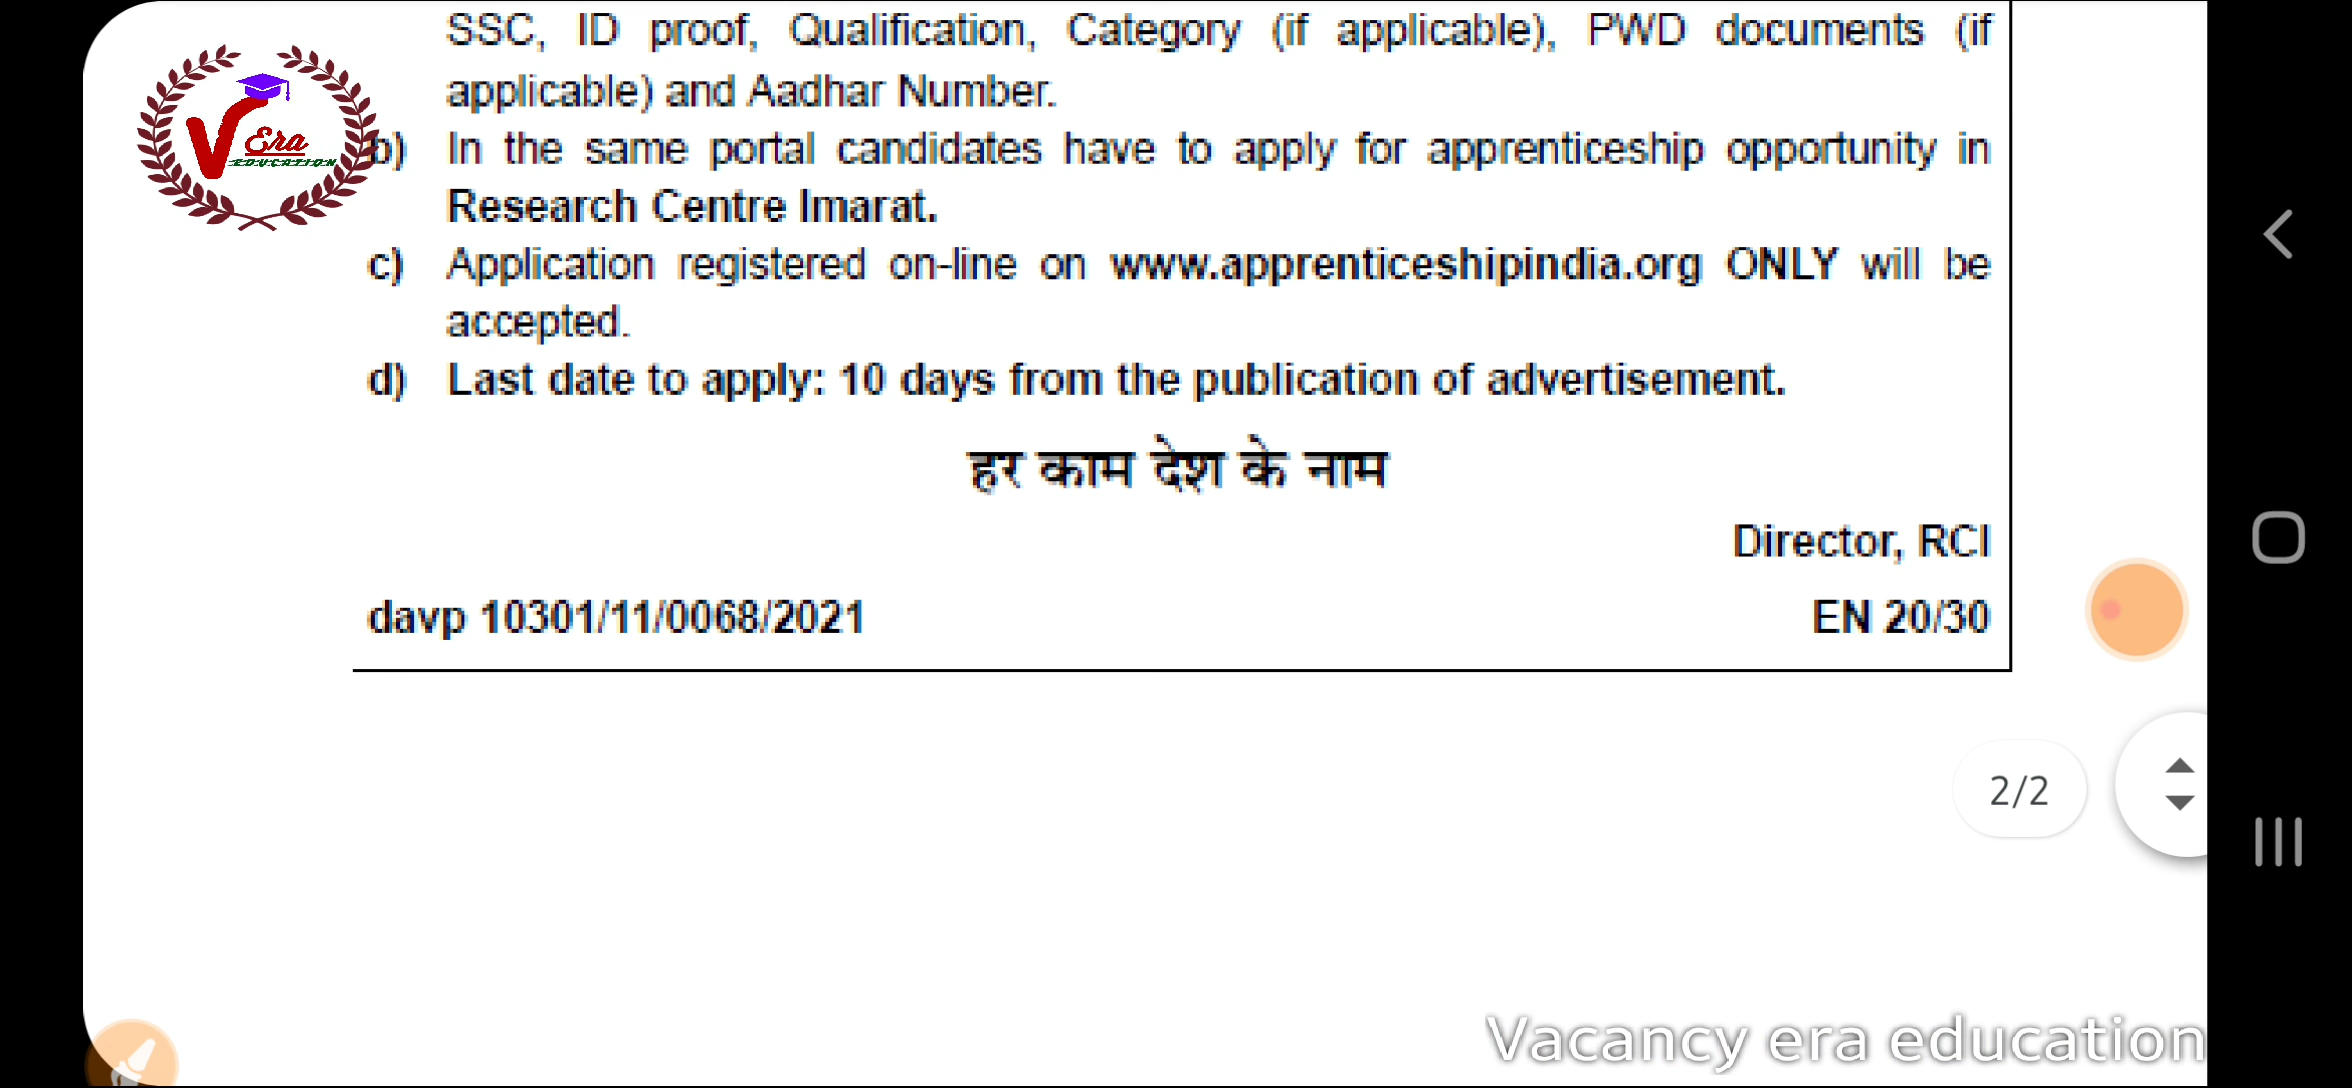 SSC, ID proof, Qualification, Category (if applicable), PWD documents (if
applicable) and Aadhar Number.
V Era
EDUCATION
b) In the same portal candidates have to apply for apprenticeship opportunity in
Research Centre Imarat.
c) Application registered on-line on www.apprenticeshipindia.org ONLY will be
accepted.
d) Last date to apply: 10 days from the publication of advertisement.
हर काम देश के नाम
Director, RCI
davp 10301/11/0068/2021 EN 20/30
2/2
Vacancy era education